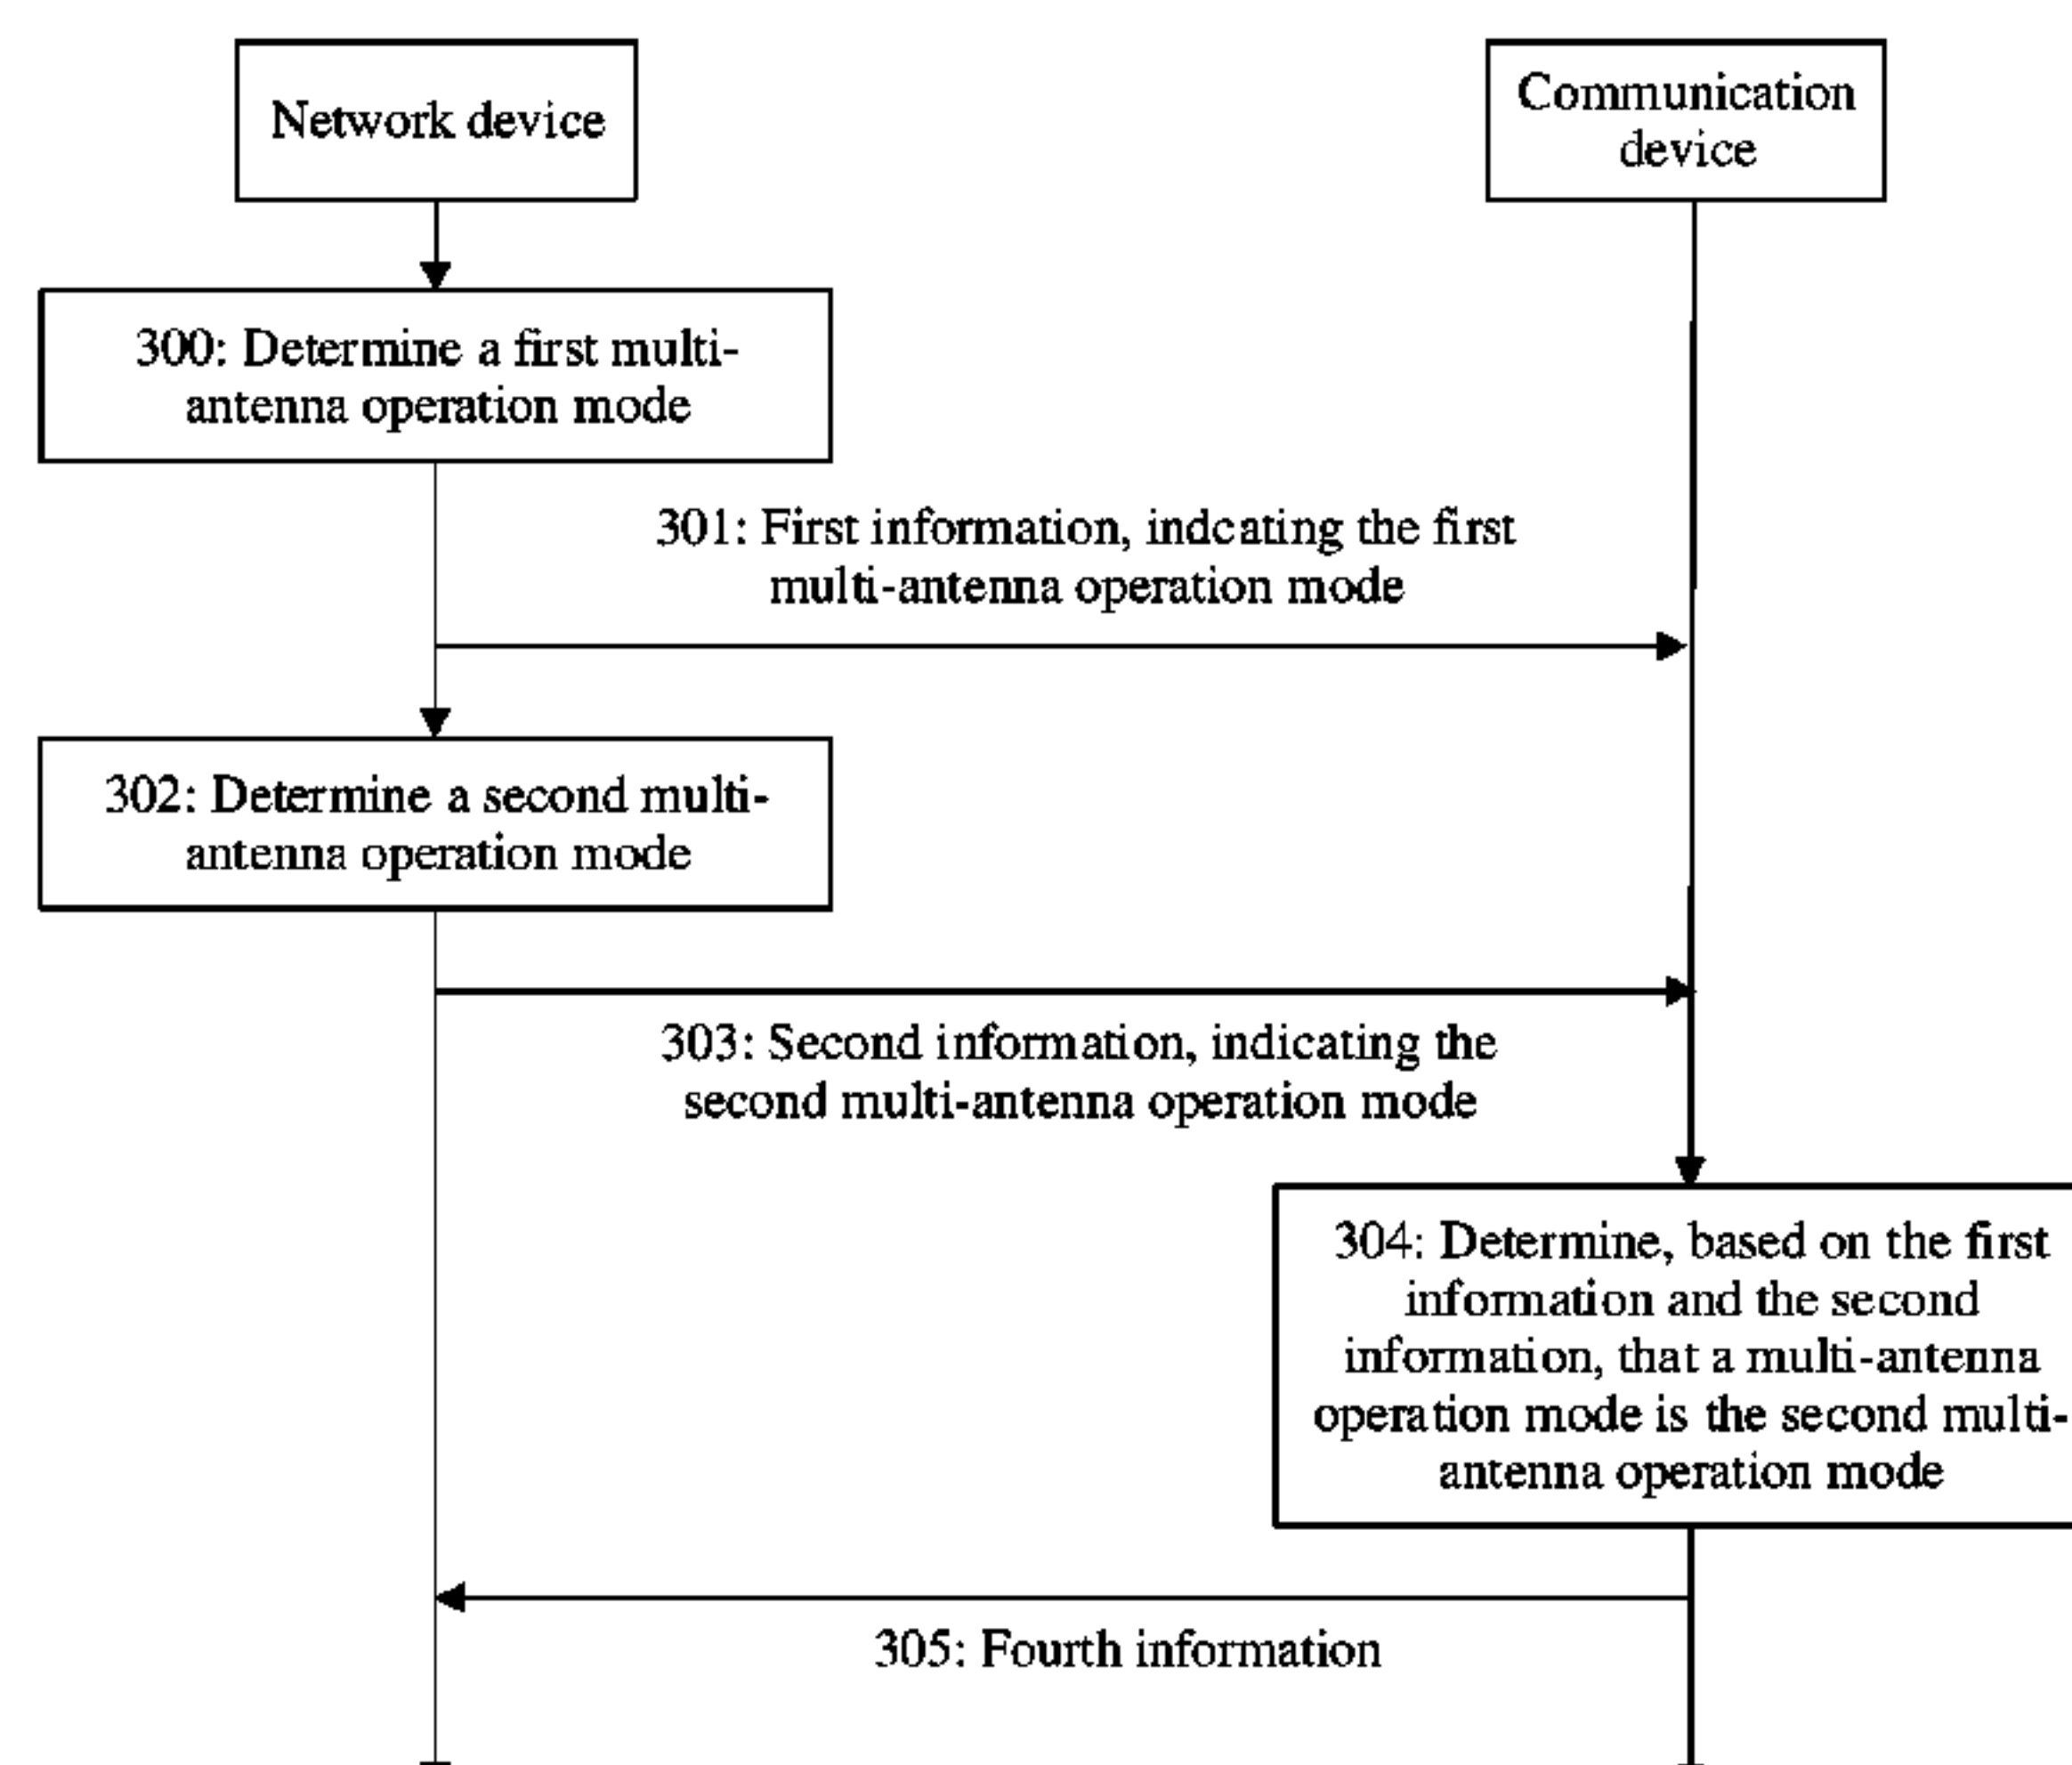 Network device
Communication
device
300: Determine a first multi-
antenna operation mode
301: First information, indcating the first
multi-antenna operation mode
302: Determine a second multi-
antenna operation mode
303: Second information, indicating the
second multi-antenna operation mode
304: Determine, based on the first
information and the second
information, that a multi-antenna
operation mode is the second multi-
antenna operation mode
305: Fourth information